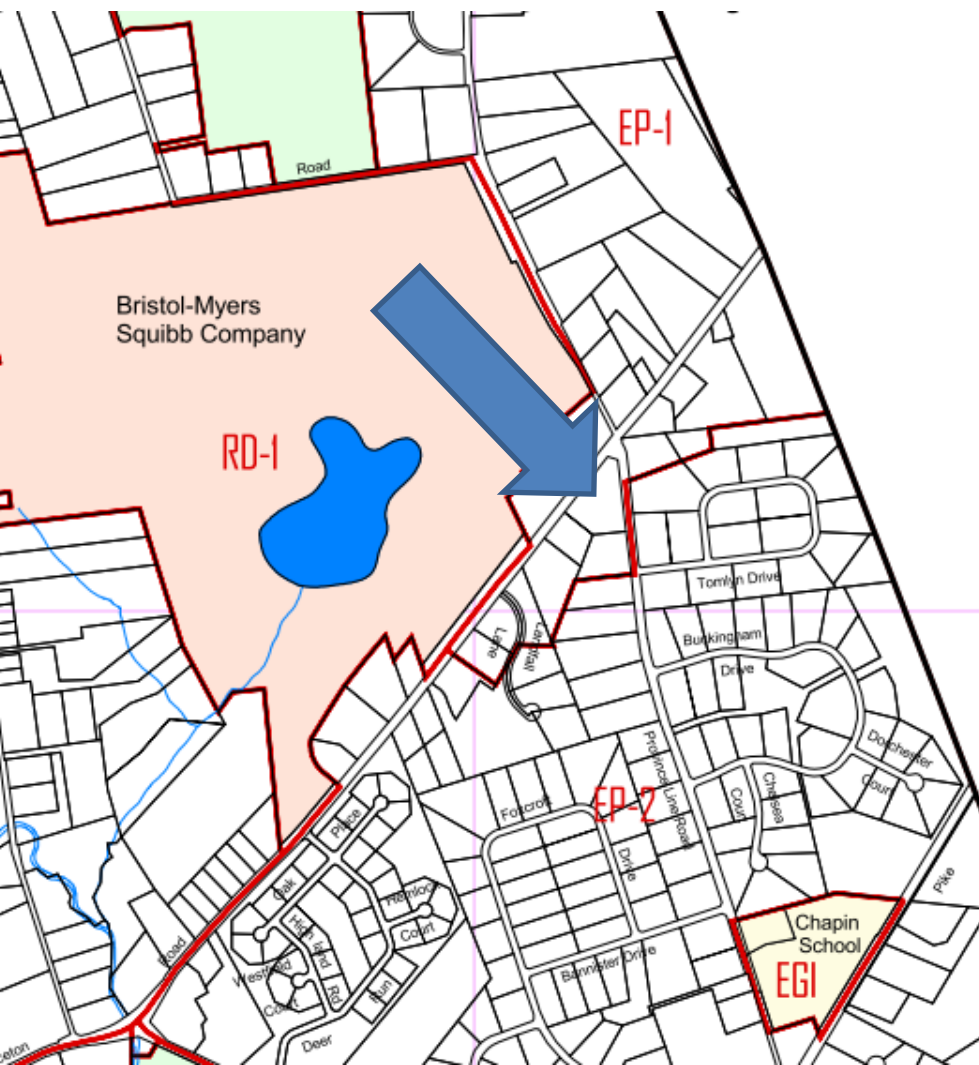 EP-1
Road
Bristol-Myers
Squibb Company
RD-1
Tomlyn Drive
Lane
Carnfall
Buckingham
Drive
Province Line Road
Dorchester
Court
Chelsea
Court
Foxcroft
EP-2
Drive
Place
Oak
Hemlock
Court
High land
Rd
Westfield
Court
Run
Deer
Road
Bannister Drive
Pike
Chapin
School
EGI